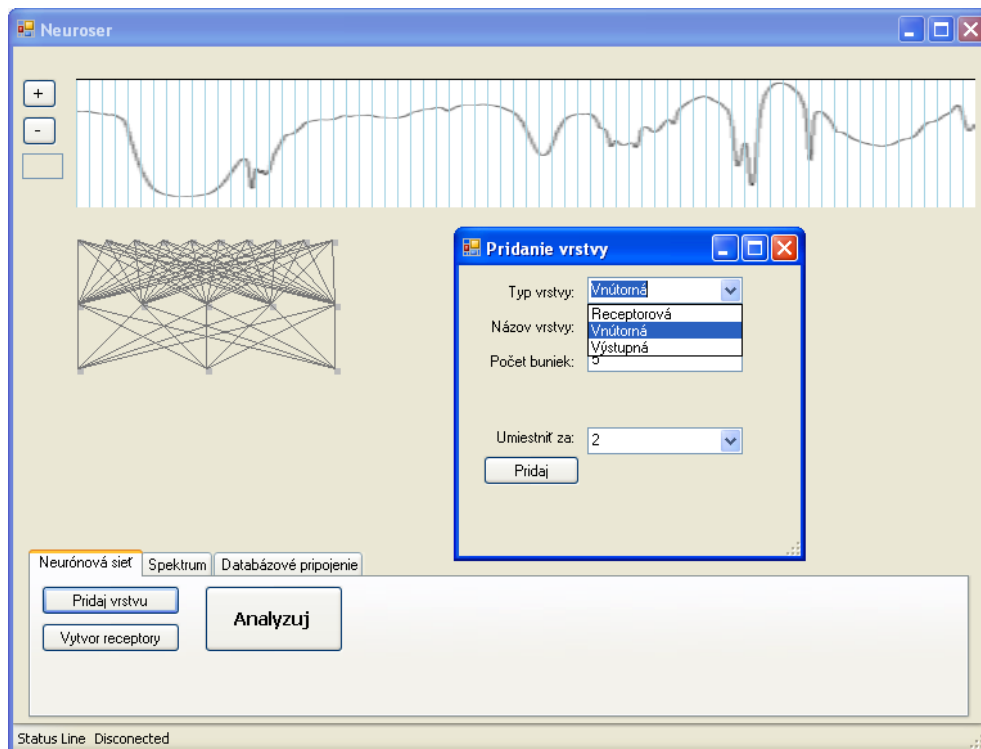 Neuroser
+
-
Pridanie vrstvy
Typ vrstvy: Vnútorná
Receptorová
Názov vrstvy: Vnútorná
Výstupná
Počet buniek: 5
Umiestniť za: 2
Pridaj
Neurónová sieť Spektrum Databázové pripojenie
Pridaj vrstvu
Analyzuj
Vytvor receptory
Status Line Disconected